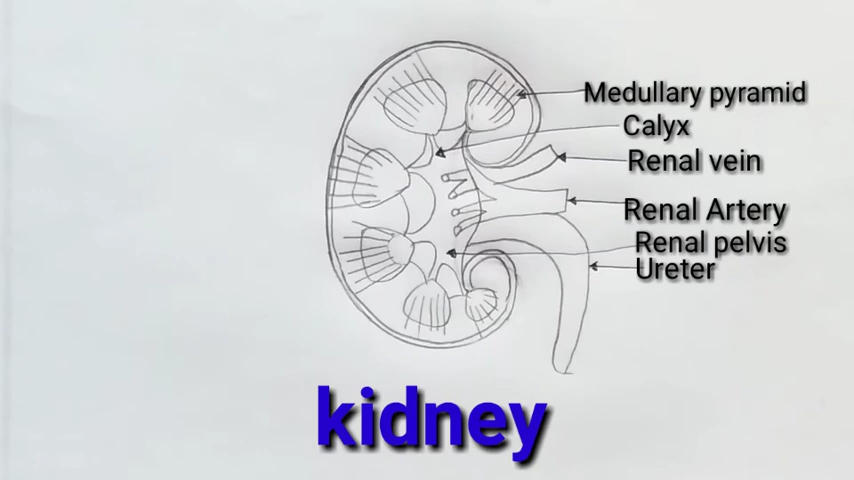 Medullary pyramid
Calyx
Renal vein
Renal Artery
Renal pelvis
Ureter
kidney